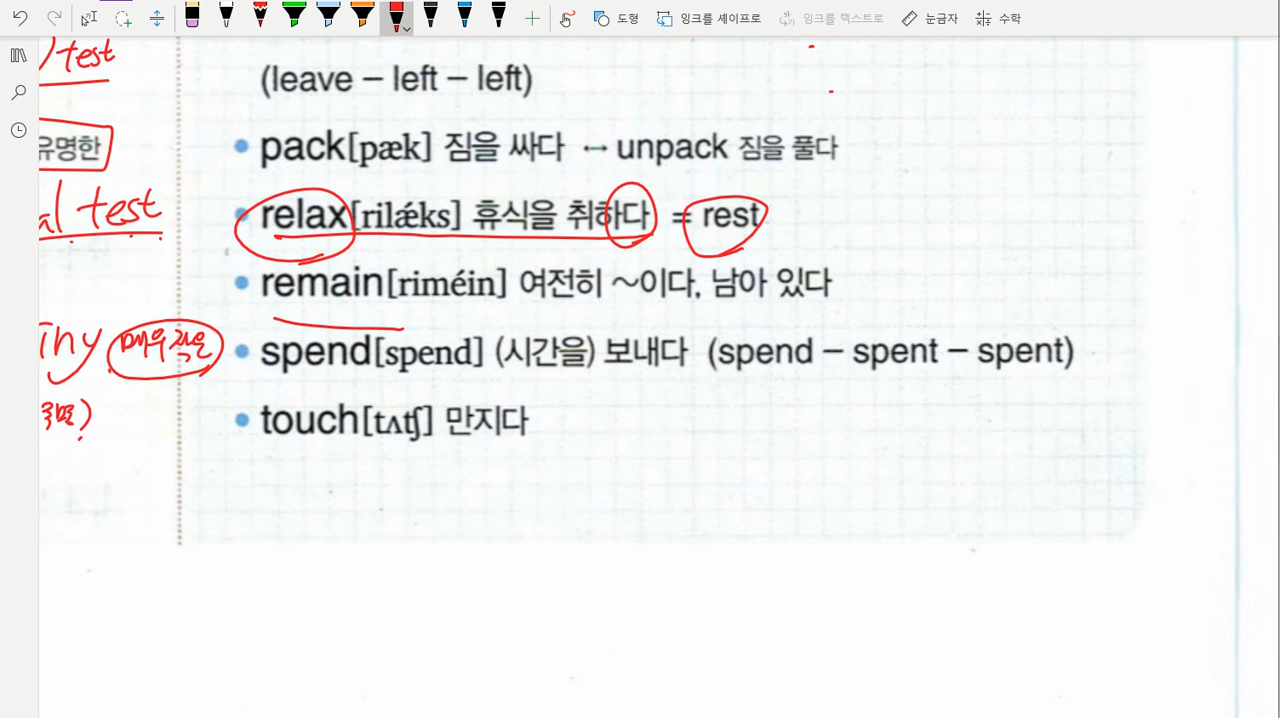 도형
잉크를 셰이프로
잉크를 텍스트로
눈금자
수학
test
(leave – left – left)
유명한
pack[pæk] 짐을 싸다 ↔ unpack 짐을 풀다
al test
relax[rilǽks] 휴식을 취하다 = rest
remain[riméin] 여전히 ~이다, 남아 있다
iny 매우 작은
spend[spend] (시간을) 보내다 (spend – spent – spent)
touch[tʌtʃ] 만지다